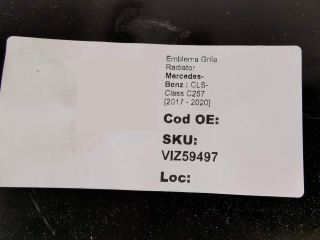 Emblema Grila
Radiator
Mercedes-
Benz : CLS-
Class C257
[2017 - 2020]
Cod OE:
SKU:
VIZ59497
Loc: